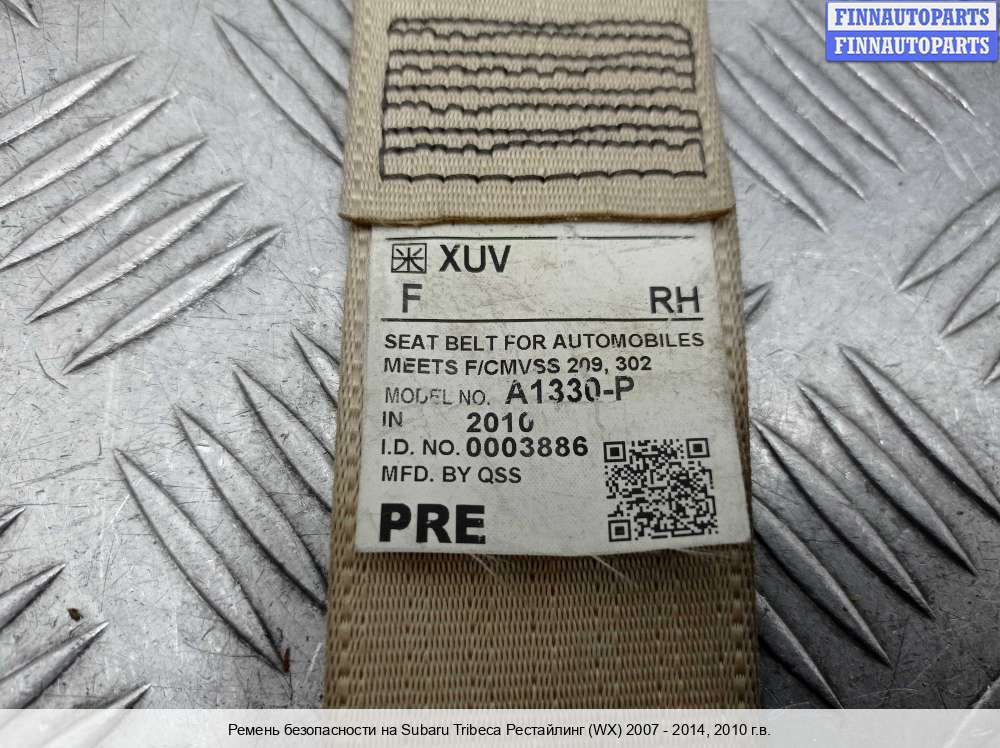 FINNAUTOPARTS
FINNAUTOPARTS
米 XUV
F RH
SEAT BELT FOR AUTOMOBILES
MEETS F/CMVSS 209, 302
MODEL NO. A1330-P
IN 2010
I.D. NO. 0003886
MFD. BY QSS
PRE
Ремень безопасности на Subaru Tribeca Рестайлинг (WX) 2007 - 2014, 2010 г.в.